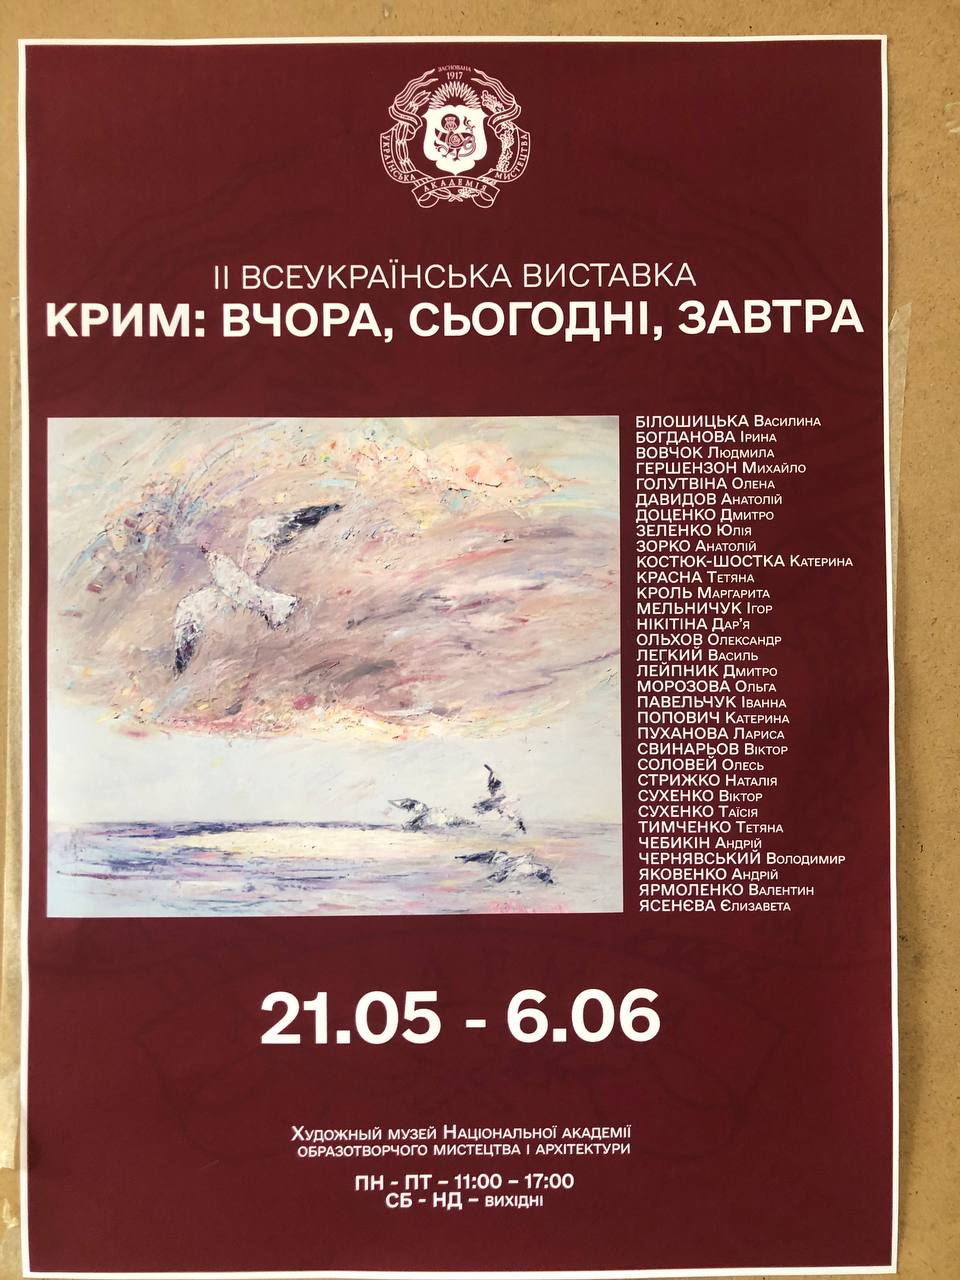 ЗАСНОВАНА
1917
УКРАЇНСЬКА АКАДЕМІЯ МИСТЕЦТВА
ІІ ВСЕУКРАЇНСЬКА ВИСТАВКА
КРИМ: ВЧОРА, СЬОГОДНІ, ЗАВТРА
БІЛОШИЦЬКА Василина
БОГДАНОВА Ірина
ВОВЧОК Людмила
ГЕРШЕНЗОН Михайло
ГОЛУТВІНА Олена
ДАВИДОВ Анатолій
ДОЦЕНКО Дмитро
ЗЕЛЕНКО Юлія
ЗОРКО Анатолій
КОСТЮК-ШОСТКА Катерина
КРАСНА Тетяна
КРОЛЬ Маргарита
МЕЛЬНИЧУК Ігор
НІКІТІНА Дар'я
ОЛЬХОВ Олександр
ЛЕГКИЙ Василь
ЛЕЙПНИК Дмитро
МОРОЗОВА Ольга
ПАВЕЛЬЧУК Іванна
ПОПОВИЧ Катерина
ПУХАНОВА Лариса
СВИНАРЬОВ Віктор
СОЛОВЕЙ Олесь
СТРИЖКО Наталія
СУХЕНКО Віктор
СУХЕНКО Таїсія
ТИМЧЕНКО Тетяна
ЧЕБИКІН Андрій
ЧЕРНЯВСЬКИЙ Володимир
ЯКОВЕНКО Андрій
ЯРМОЛЕНКО Валентин
ЯСЕНЄВА Єлизавета
21.05 - 6.06
Художный музей Національної академії
образотворчого мистецтва і архітектури
ПН - ПТ – 11:00 – 17:00
СБ - НД – вихідні